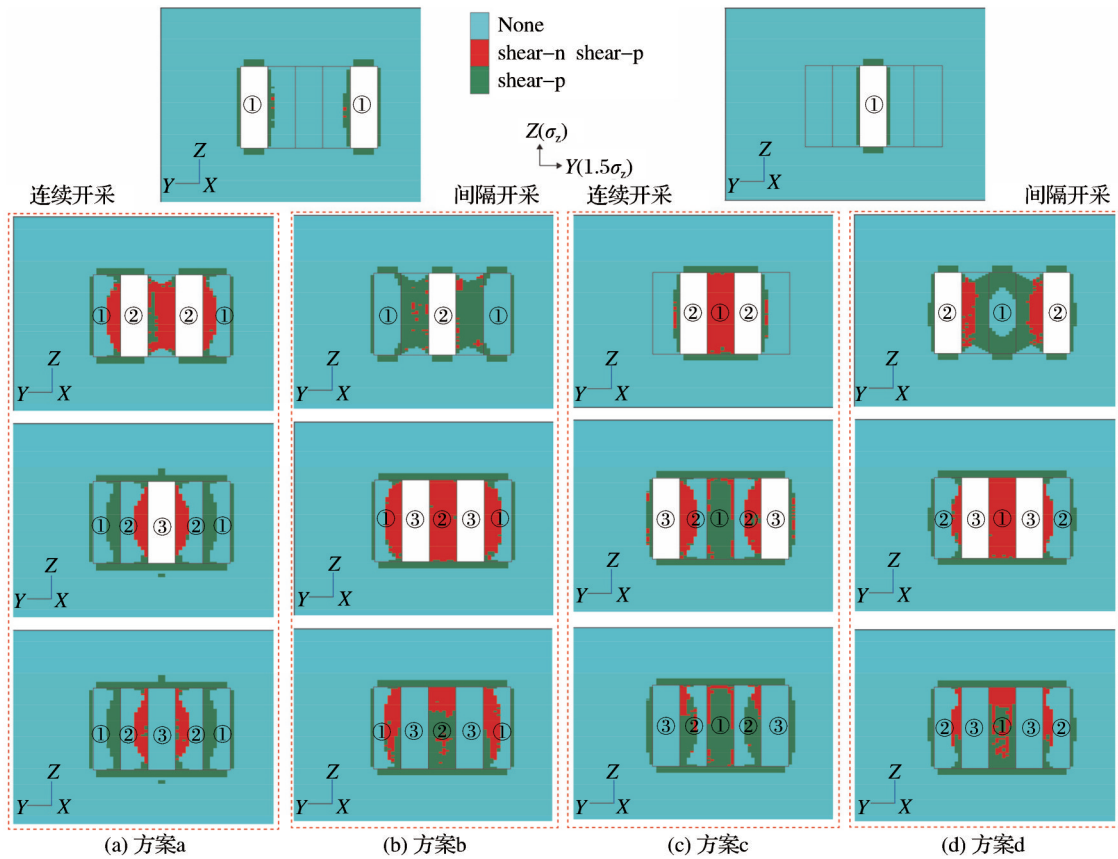 None
shear-n shear-p
shear-p
① ①
Z
Y X
Z(σz)
Y(1.5σz)
①
连续开采
间隔开采
连续开采
间隔开采
① ② ② ①
Z
Y X
① ② ①
Z
Y X
② ① ②
Z
Y X
② ① ②
Z
Y X
① ② ③ ② ①
Z
Y X
① ③ ② ③ ①
Z
Y X
③ ② ① ② ③
Z
Y X
② ③ ① ③ ②
Z
Y X
① ② ③ ② ①
Z
Y X
① ③ ② ③ ①
Z
Y X
③ ② ① ② ③
Z
Y X
② ③ ① ③ ②
Z
Y X
(a) 方案a
(b) 方案b
(c) 方案c
(d) 方案d